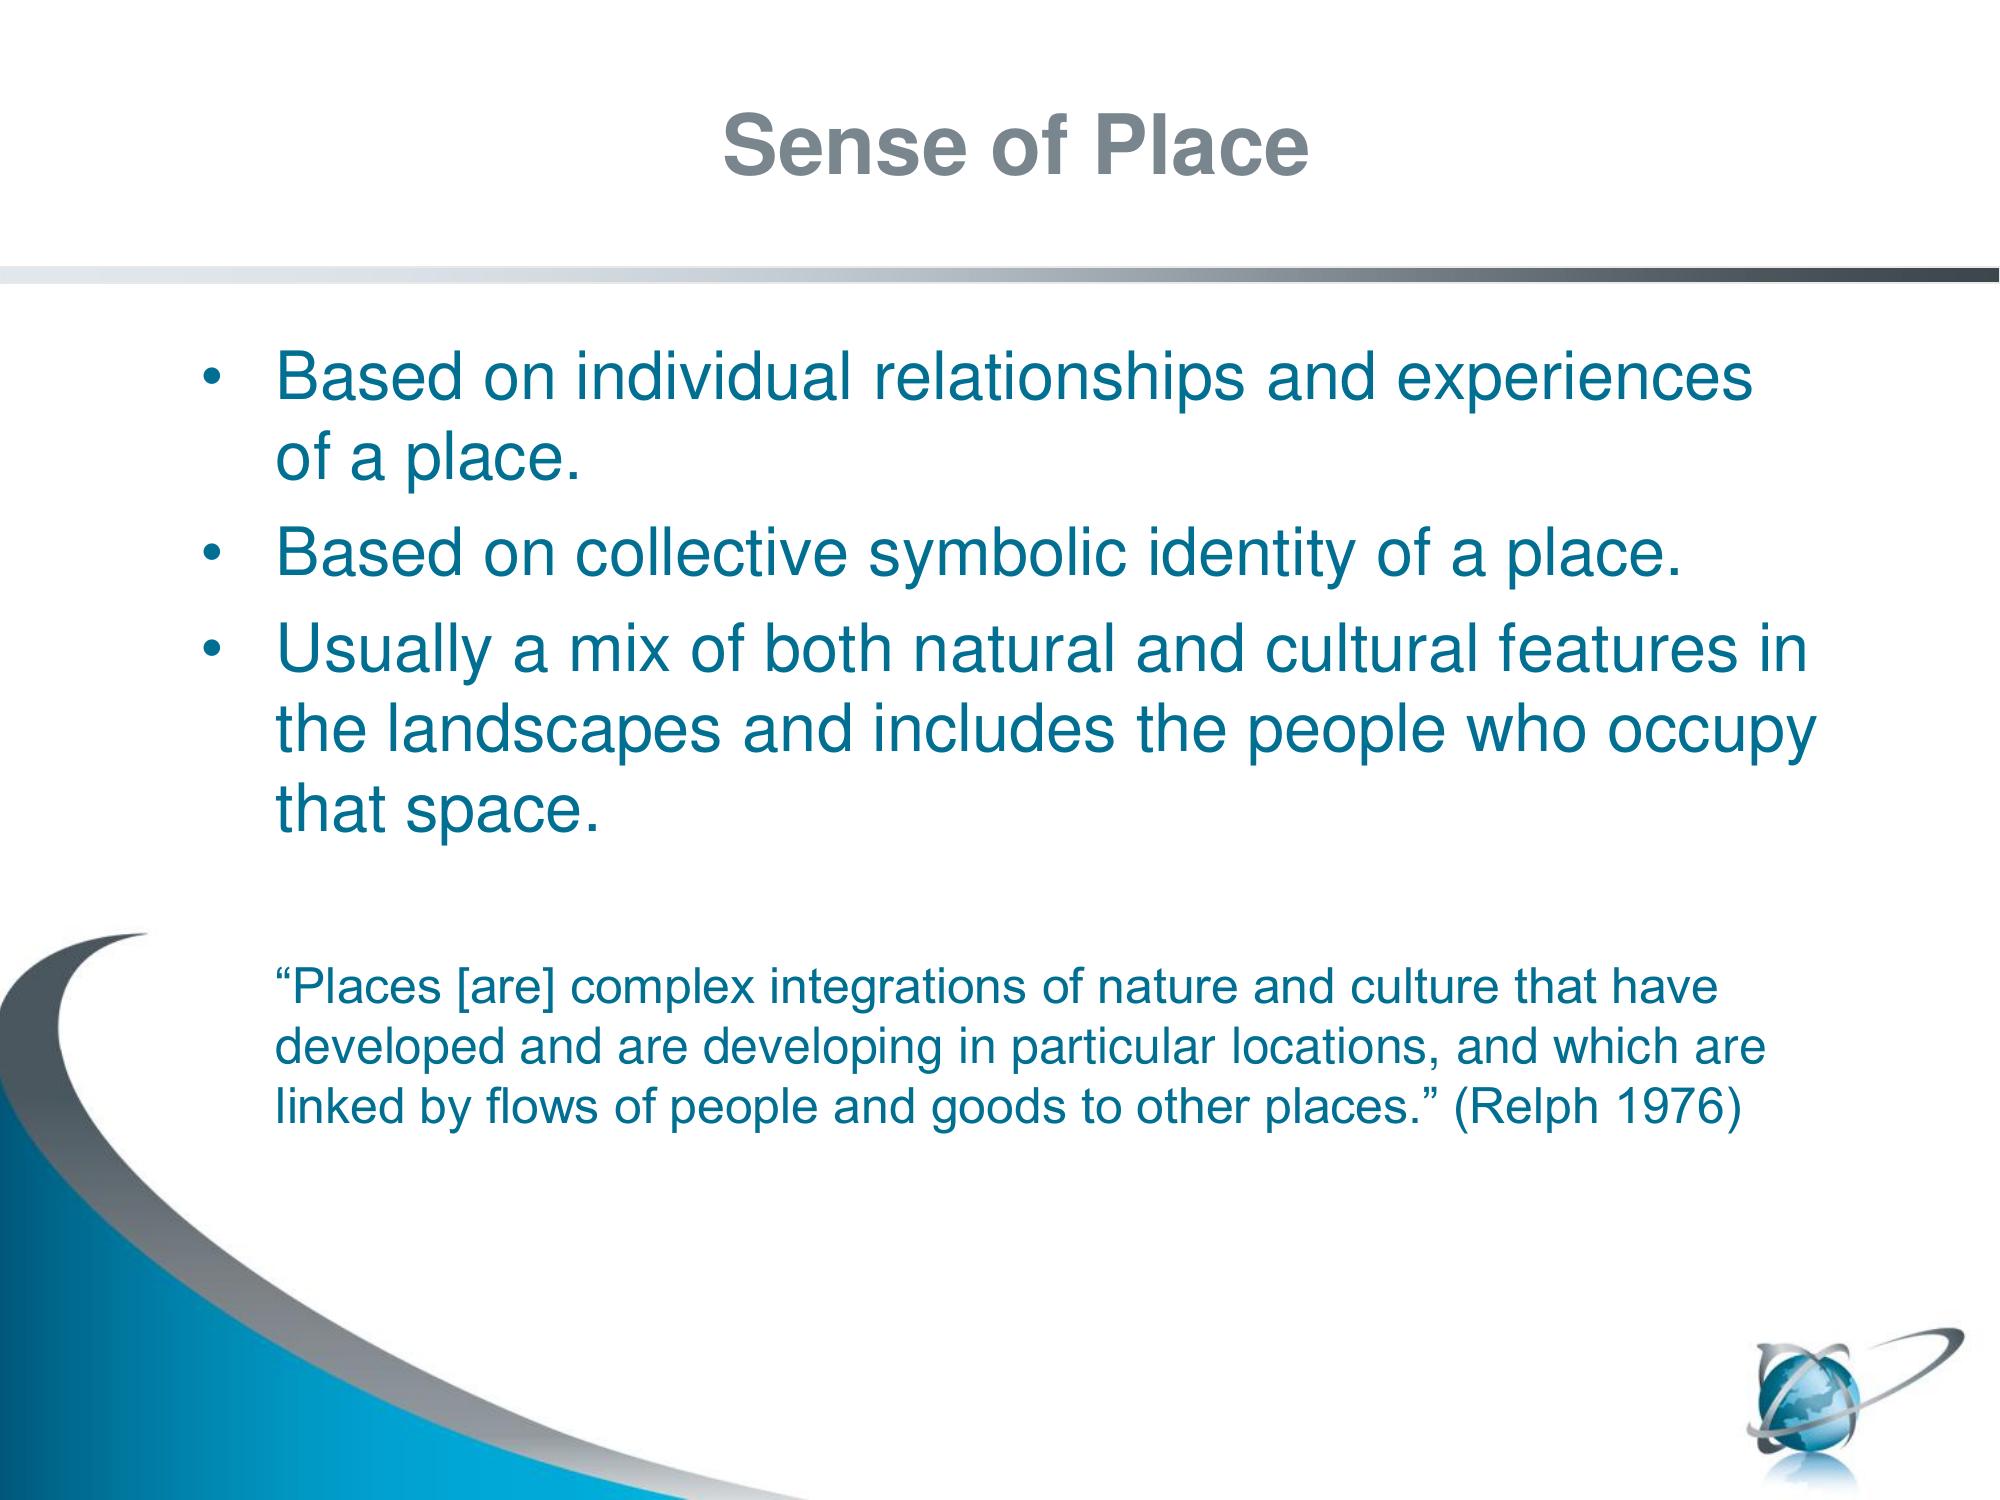 Sense of Place
• Based on individual relationships and experiences
of a place.
• Based on collective symbolic identity of a place.
• Usually a mix of both natural and cultural features in
the landscapes and includes the people who occupy
that space.
“Places [are] complex integrations of nature and culture that have
developed and are developing in particular locations, and which are
linked by flows of people and goods to other places.” (Relph 1976)